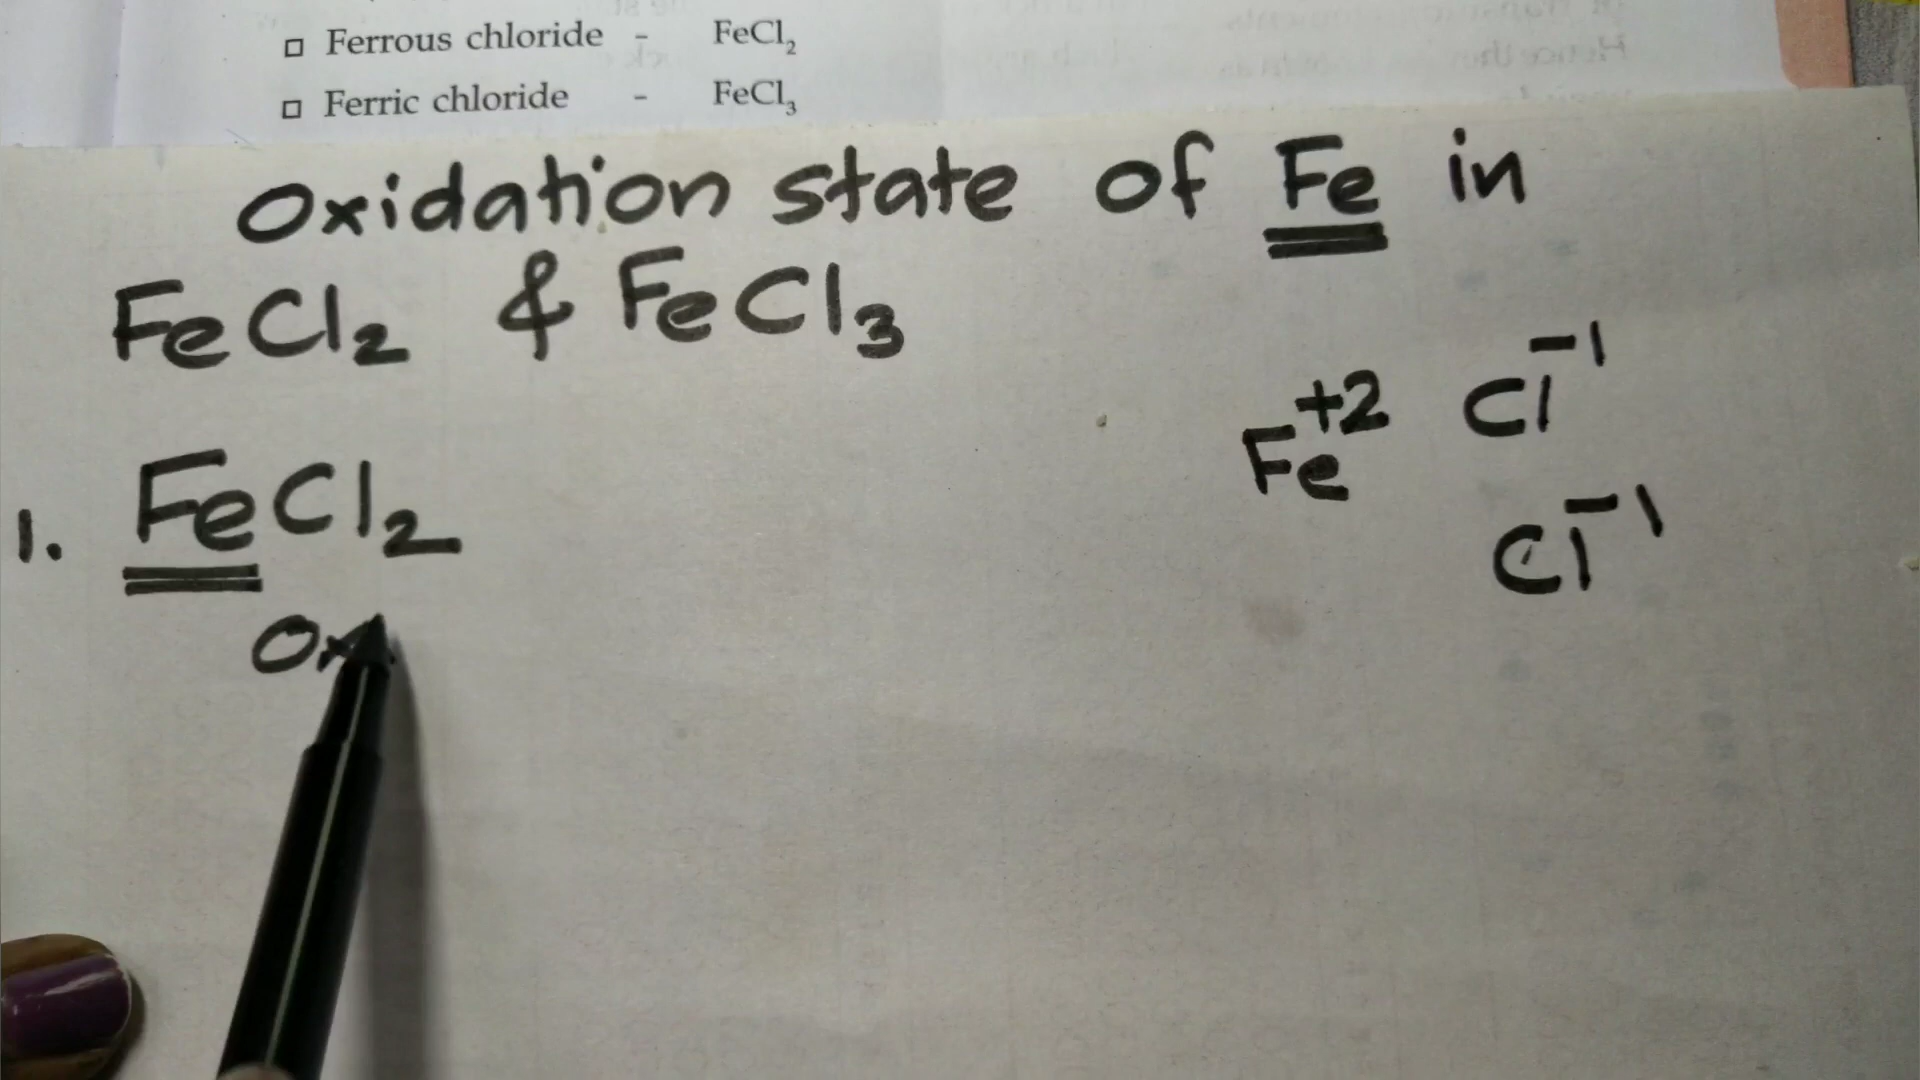 ▫ Ferrous chloride - FeCl₂
▫ Ferric chloride - FeCl₃
Oxidation state of Fe in
FeCl₂ & FeCl₃
Fe⁺² Cl⁻¹
Cl⁻¹
1. FeCl₂
Ox